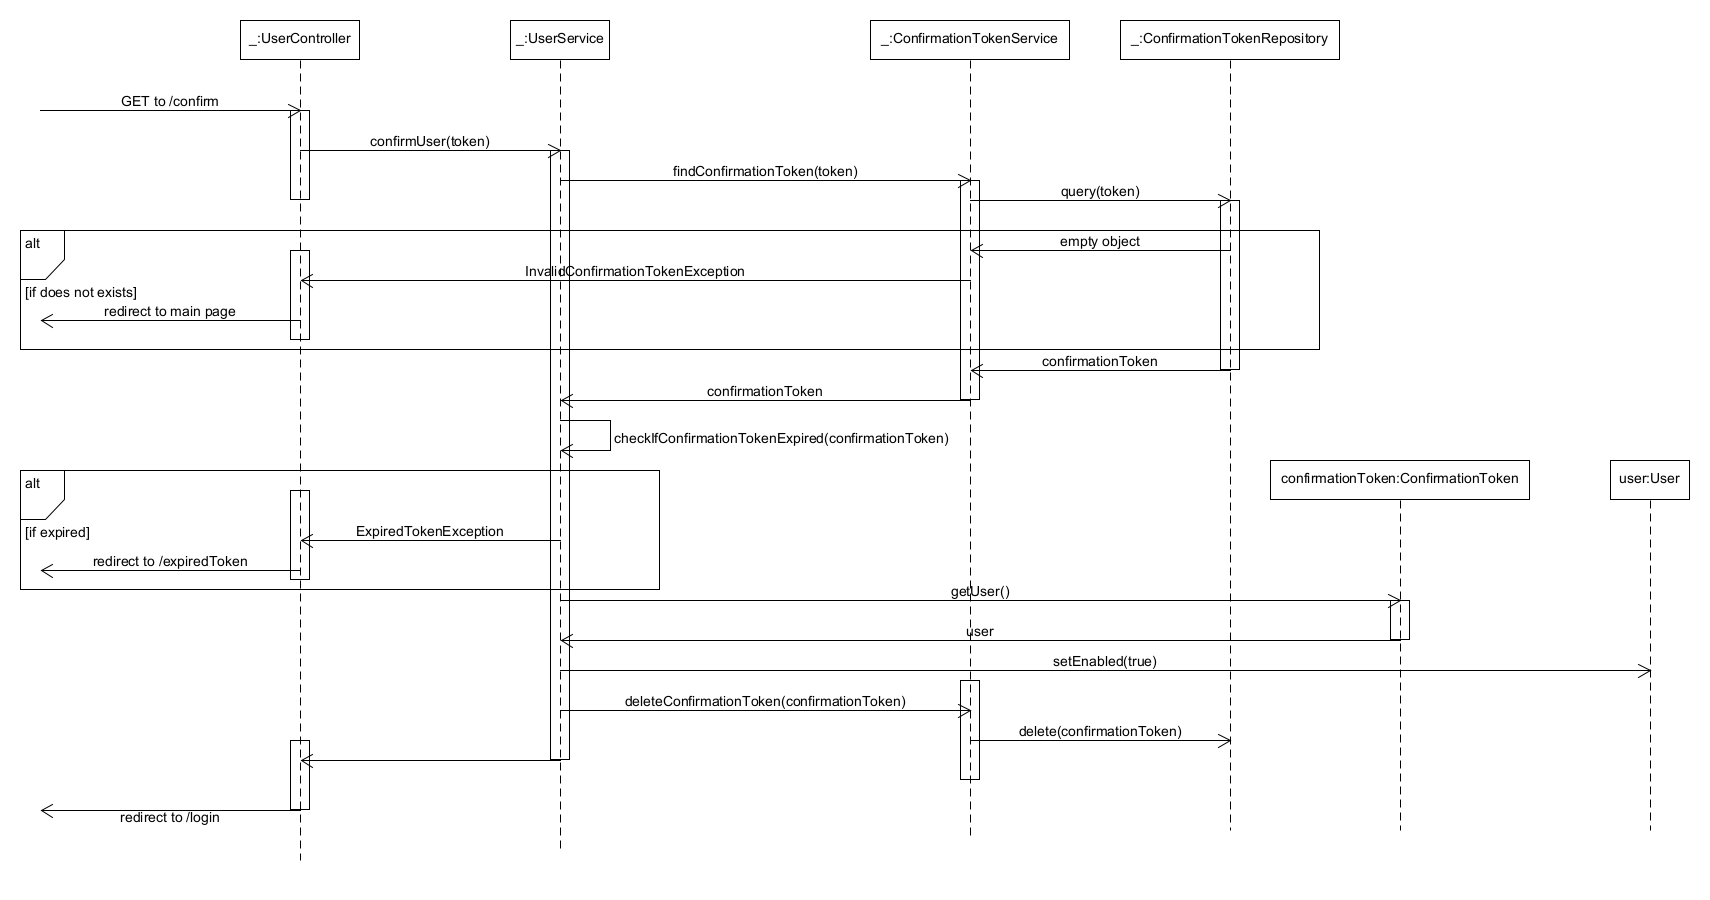 _:UserController
_:UserService
_:ConfirmationTokenService
_:ConfirmationTokenRepository
GET to /confirm
confirmUser(token)
findConfirmationToken(token)
query(token)
alt
empty object
InvalidConfirmationTokenException
[if does not exists]
redirect to main page
confirmationToken
confirmationToken
checkIfConfirmationTokenExpired(confirmationToken)
alt
confirmationToken:ConfirmationToken
user:User
[if expired]
ExpiredTokenException
redirect to /expiredToken
getUser()
user
setEnabled(true)
deleteConfirmationToken(confirmationToken)
delete(confirmationToken)
redirect to /login